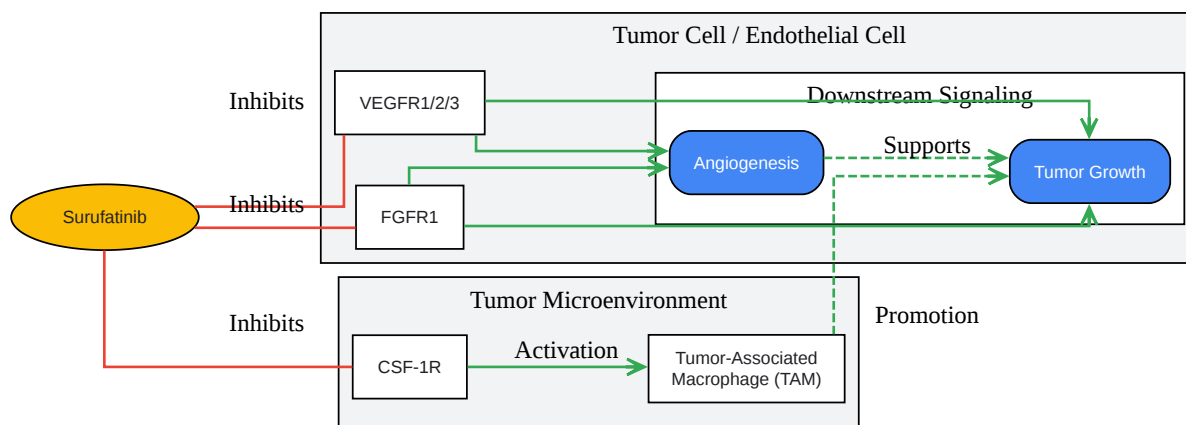 Tumor Cell / Endothelial Cell
Inhibits
VEGFR1/2/3
Downstream Signaling
Angiogenesis
Supports
Tumor Growth
Surufatinib
Inhibits
FGFR1
Tumor Microenvironment
Inhibits
Promotion
CSF-1R
Activation
Tumor-Associated
Macrophage (TAM)